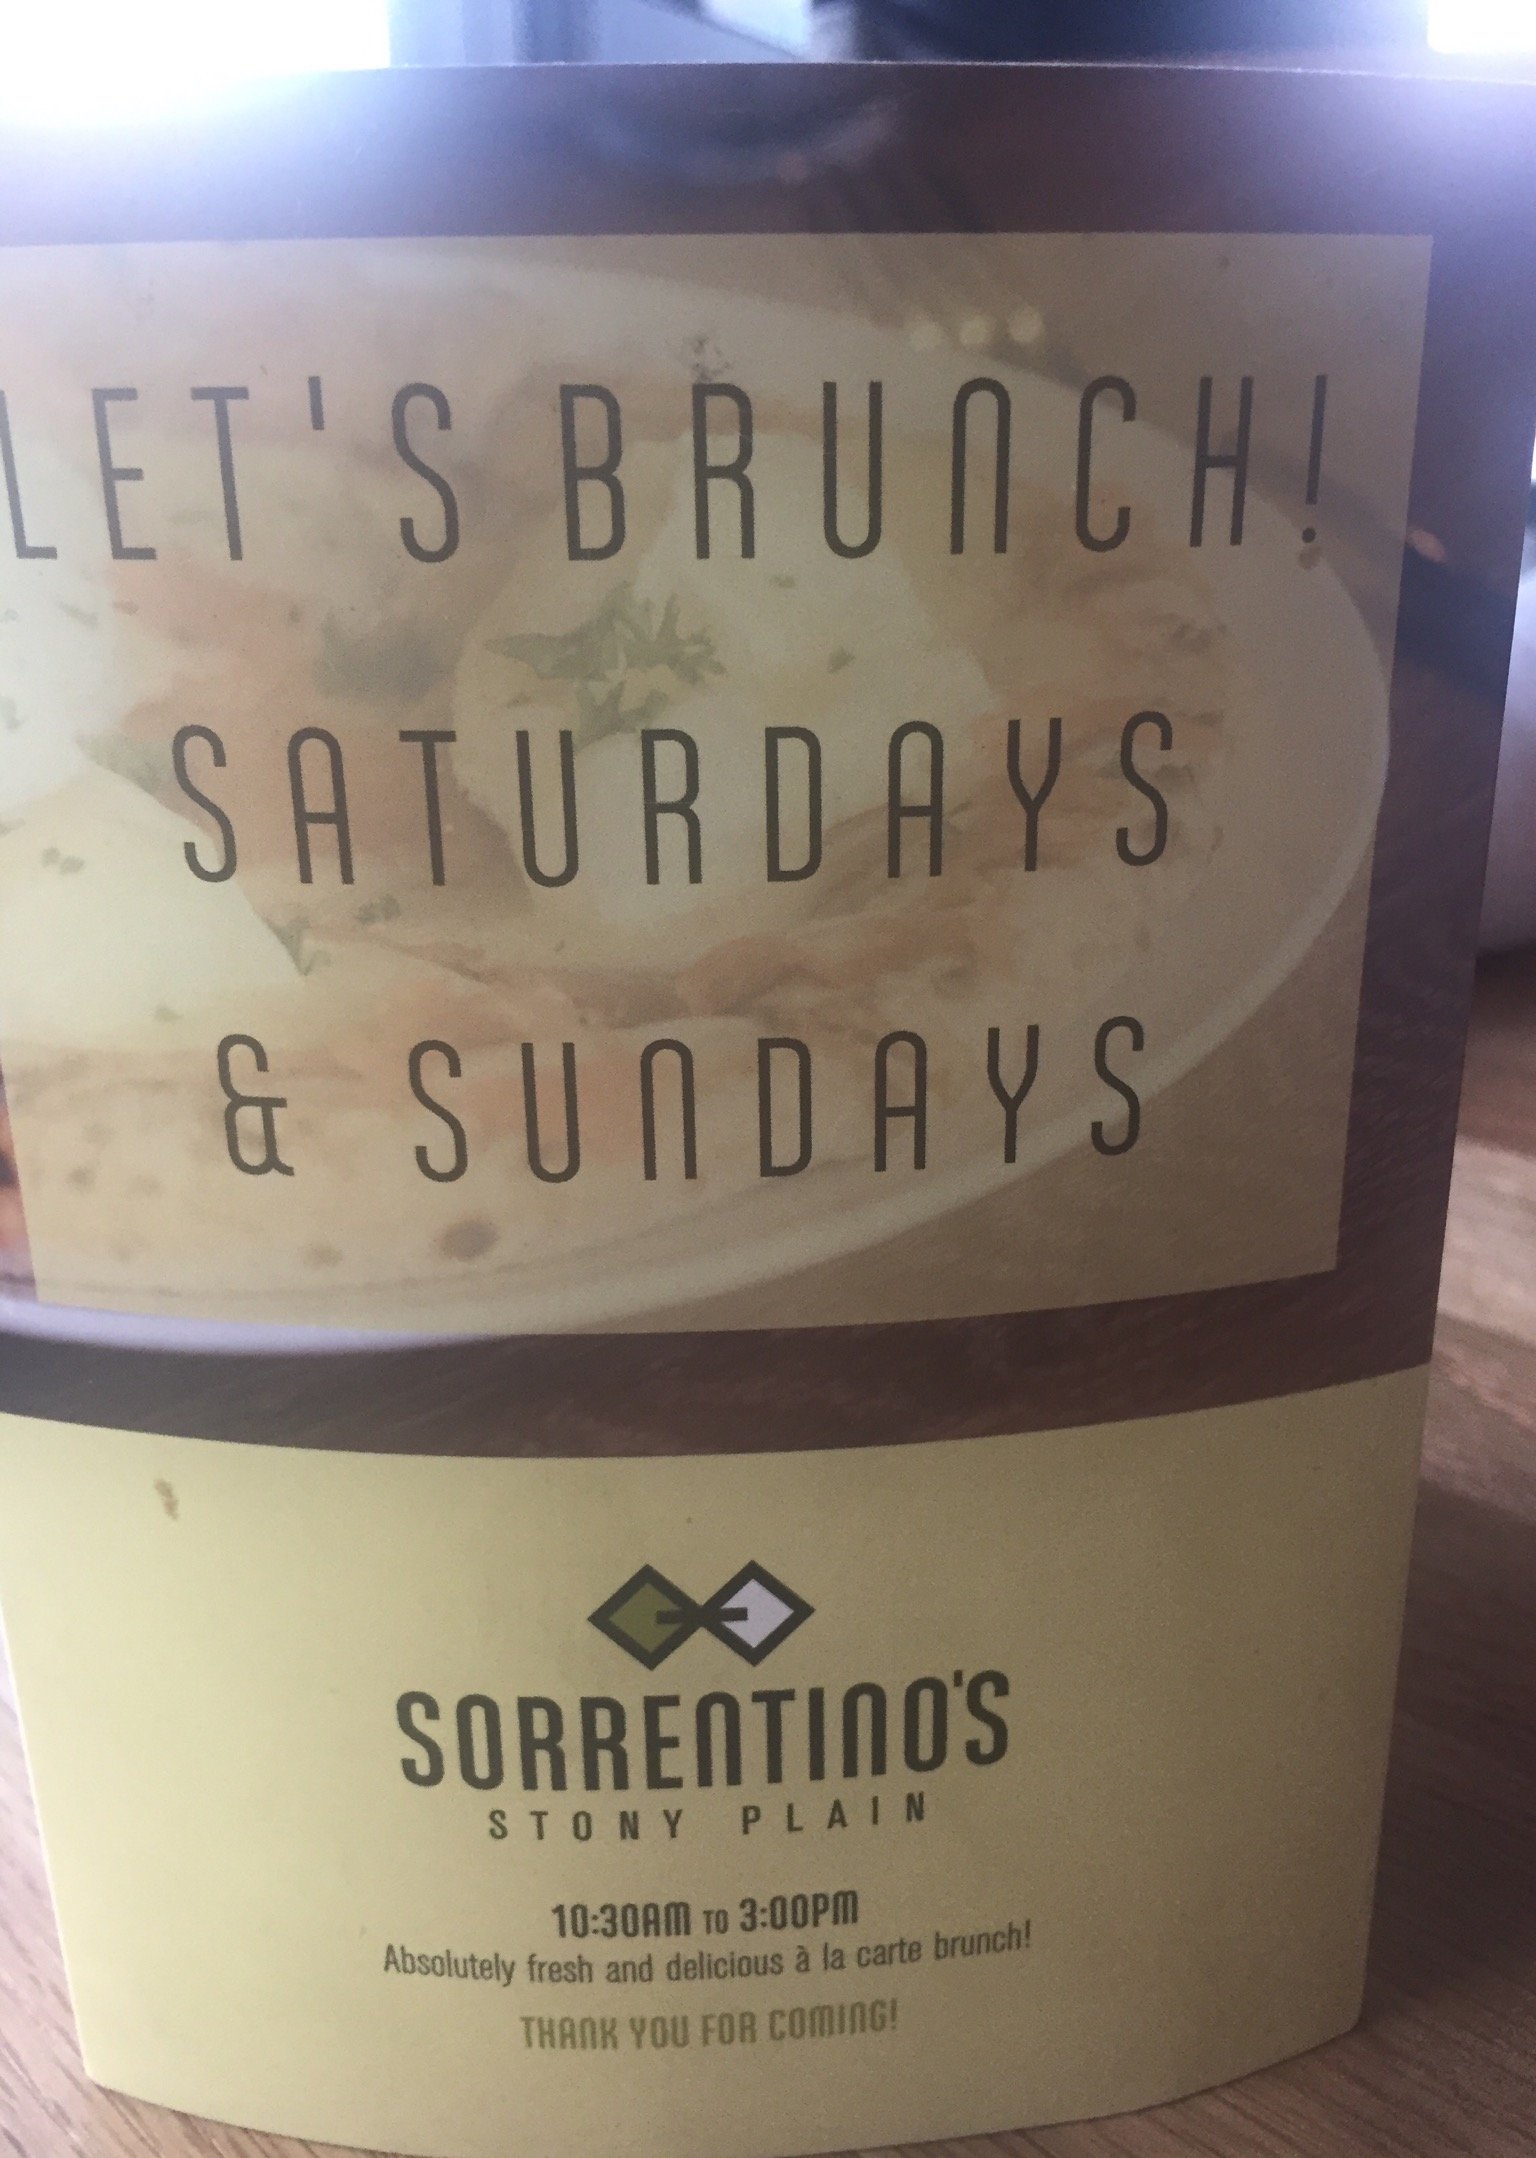 LET'S BRUNCH!
SATURDAYS
& SUNDAYS
SORRENTINO'S
STONY PLAIN
10:30AM TO 3:00PM
Absolutely fresh and delicious à la carte brunch!
THANK YOU FOR COMING!